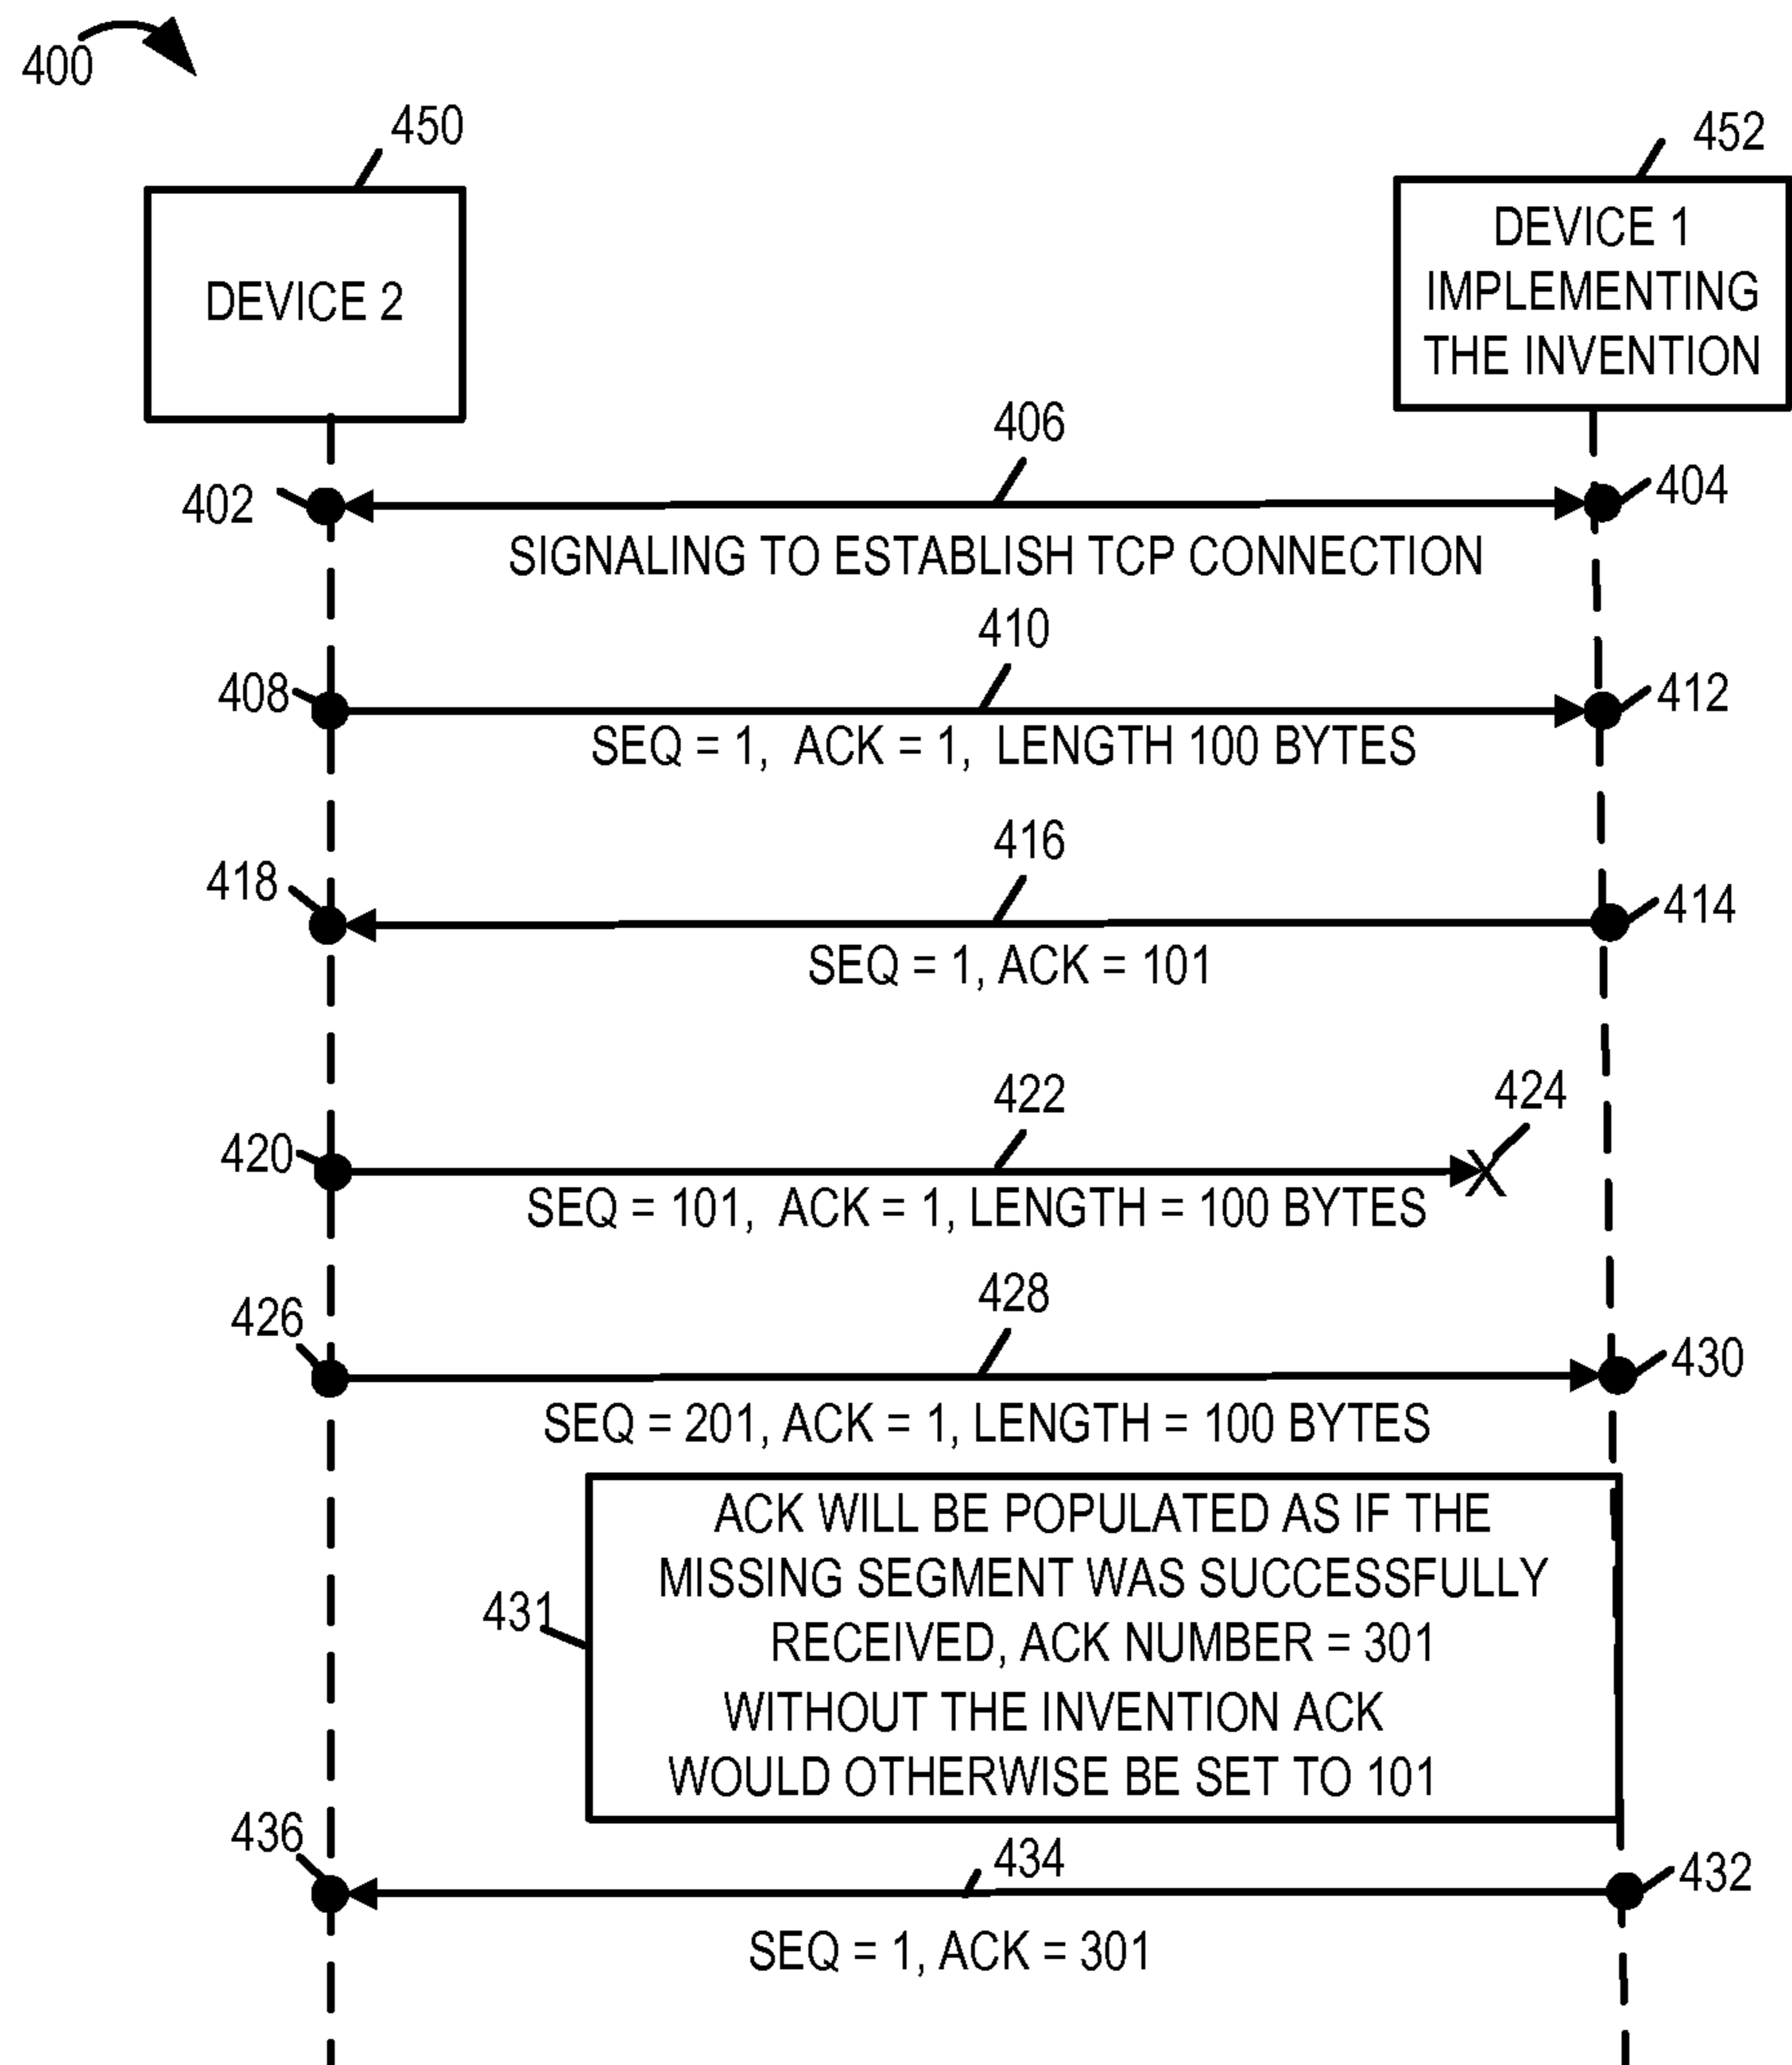 400
450
452
DEVICE 2
DEVICE 1
IMPLEMENTING
THE INVENTION
406
402
404
SIGNALING TO ESTABLISH TCP CONNECTION
410
408
412
SEQ = 1, ACK = 1, LENGTH 100 BYTES
416
418
414
SEQ = 1, ACK = 101
422
424
420
X
SEQ = 101, ACK = 1, LENGTH = 100 BYTES
428
426
430
SEQ = 201, ACK = 1, LENGTH = 100 BYTES
431
ACK WILL BE POPULATED AS IF THE
MISSING SEGMENT WAS SUCCESSFULLY
RECEIVED, ACK NUMBER = 301
WITHOUT THE INVENTION ACK
WOULD OTHERWISE BE SET TO 101
436
434
432
SEQ = 1, ACK = 301